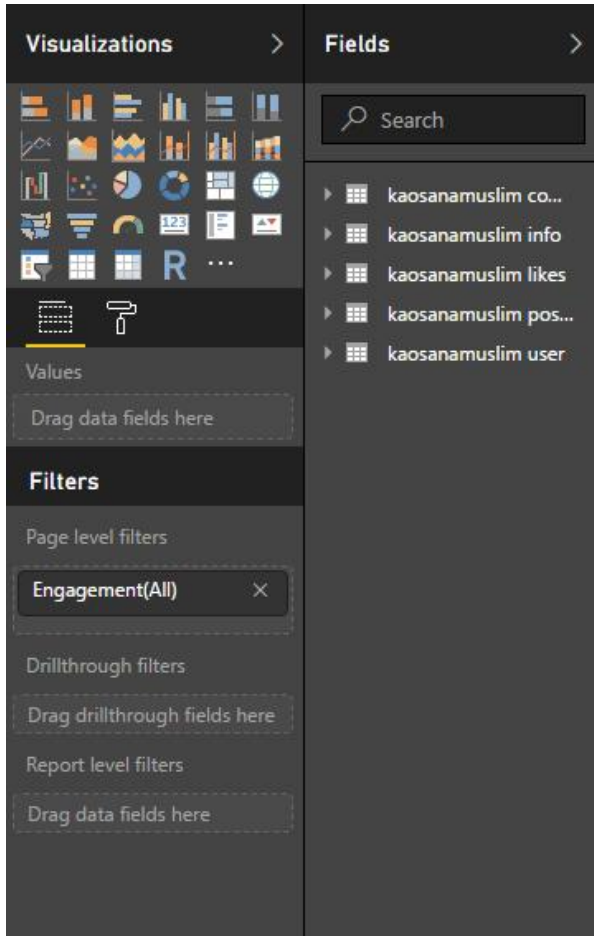 Visualizations
123
R
Values
Drag data fields here
Filters
Page level filters
Engagement(All)
Drillthrough filters
Drag drillthrough fields here
Report level filters
Drag data fields here
Fields
Search
kaosanamuslim co...
kaosanamuslim info
kaosanamuslim likes
kaosanamuslim pos...
kaosanamuslim user